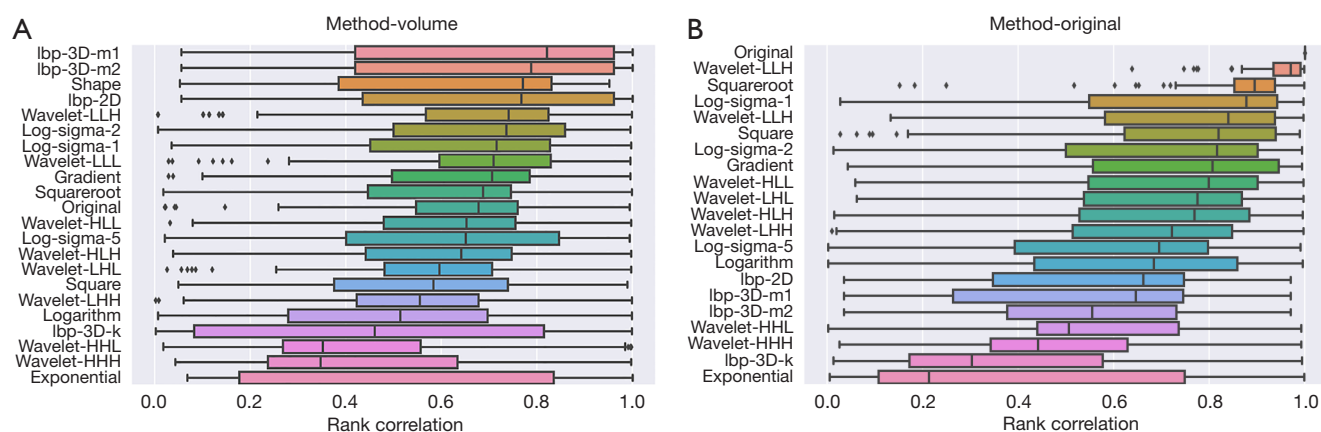 A
Method-volume
lbp-3D-m1
lbp-3D-m2
Shape
lbp-2D
Wavelet-LLH
Log-sigma-2
Log-sigma-1
Wavelet-LLL
Gradient
Squareroot
Original
Wavelet-HLL
Log-sigma-5
Wavelet-HLH
Wavelet-LHL
Square
Wavelet-LHH
Logarithm
lbp-3D-k
Wavelet-HHL
Wavelet-HHH
Exponential
0.0 0.2 0.4 0.6 0.8 1.0
Rank correlation
B
Method-original
Original
Wavelet-LLH
Squareroot
Log-sigma-1
Wavelet-LLH
Square
Log-sigma-2
Gradient
Wavelet-HLL
Wavelet-LHL
Wavelet-HLH
Wavelet-LHH
Log-sigma-5
Logarithm
lbp-2D
lbp-3D-m1
lbp-3D-m2
Wavelet-HHL
Wavelet-HHH
lbp-3D-k
Exponential
0.0 0.2 0.4 0.6 0.8 1.0
Rank correlation